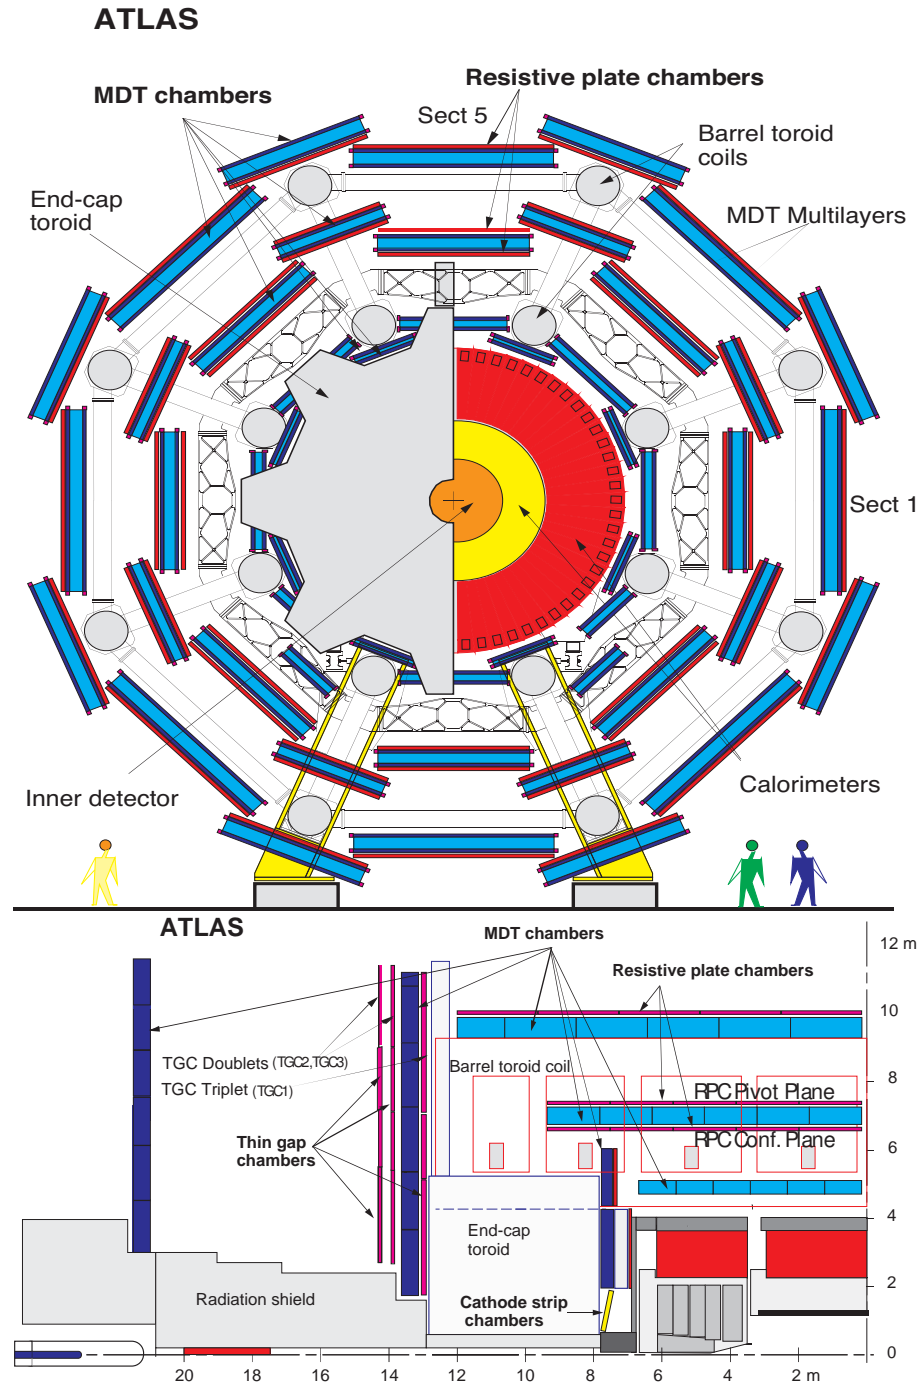 ATLAS
Resistive plate chambers
MDT chambers
Sect 5
Barrel toroid
coils
End-cap
toroid
MDT Multilayers
Sect 1
Calorimeters
Inner detector
ATLAS
MDT chambers
12 m
Resistive plate chambers
10
TGC Doublets (TGC2,TGC3)
Barrel toroid coil
TGC Triplet (TGC1)
8
RPC Pivot Plane
Thin gap
chambers
RPC Conf. Plane
6
4
End-cap
toroid
2
Radiation shield
Cathode strip
chambers
0
20 18 16 14 12 10 8 6 4 2 m